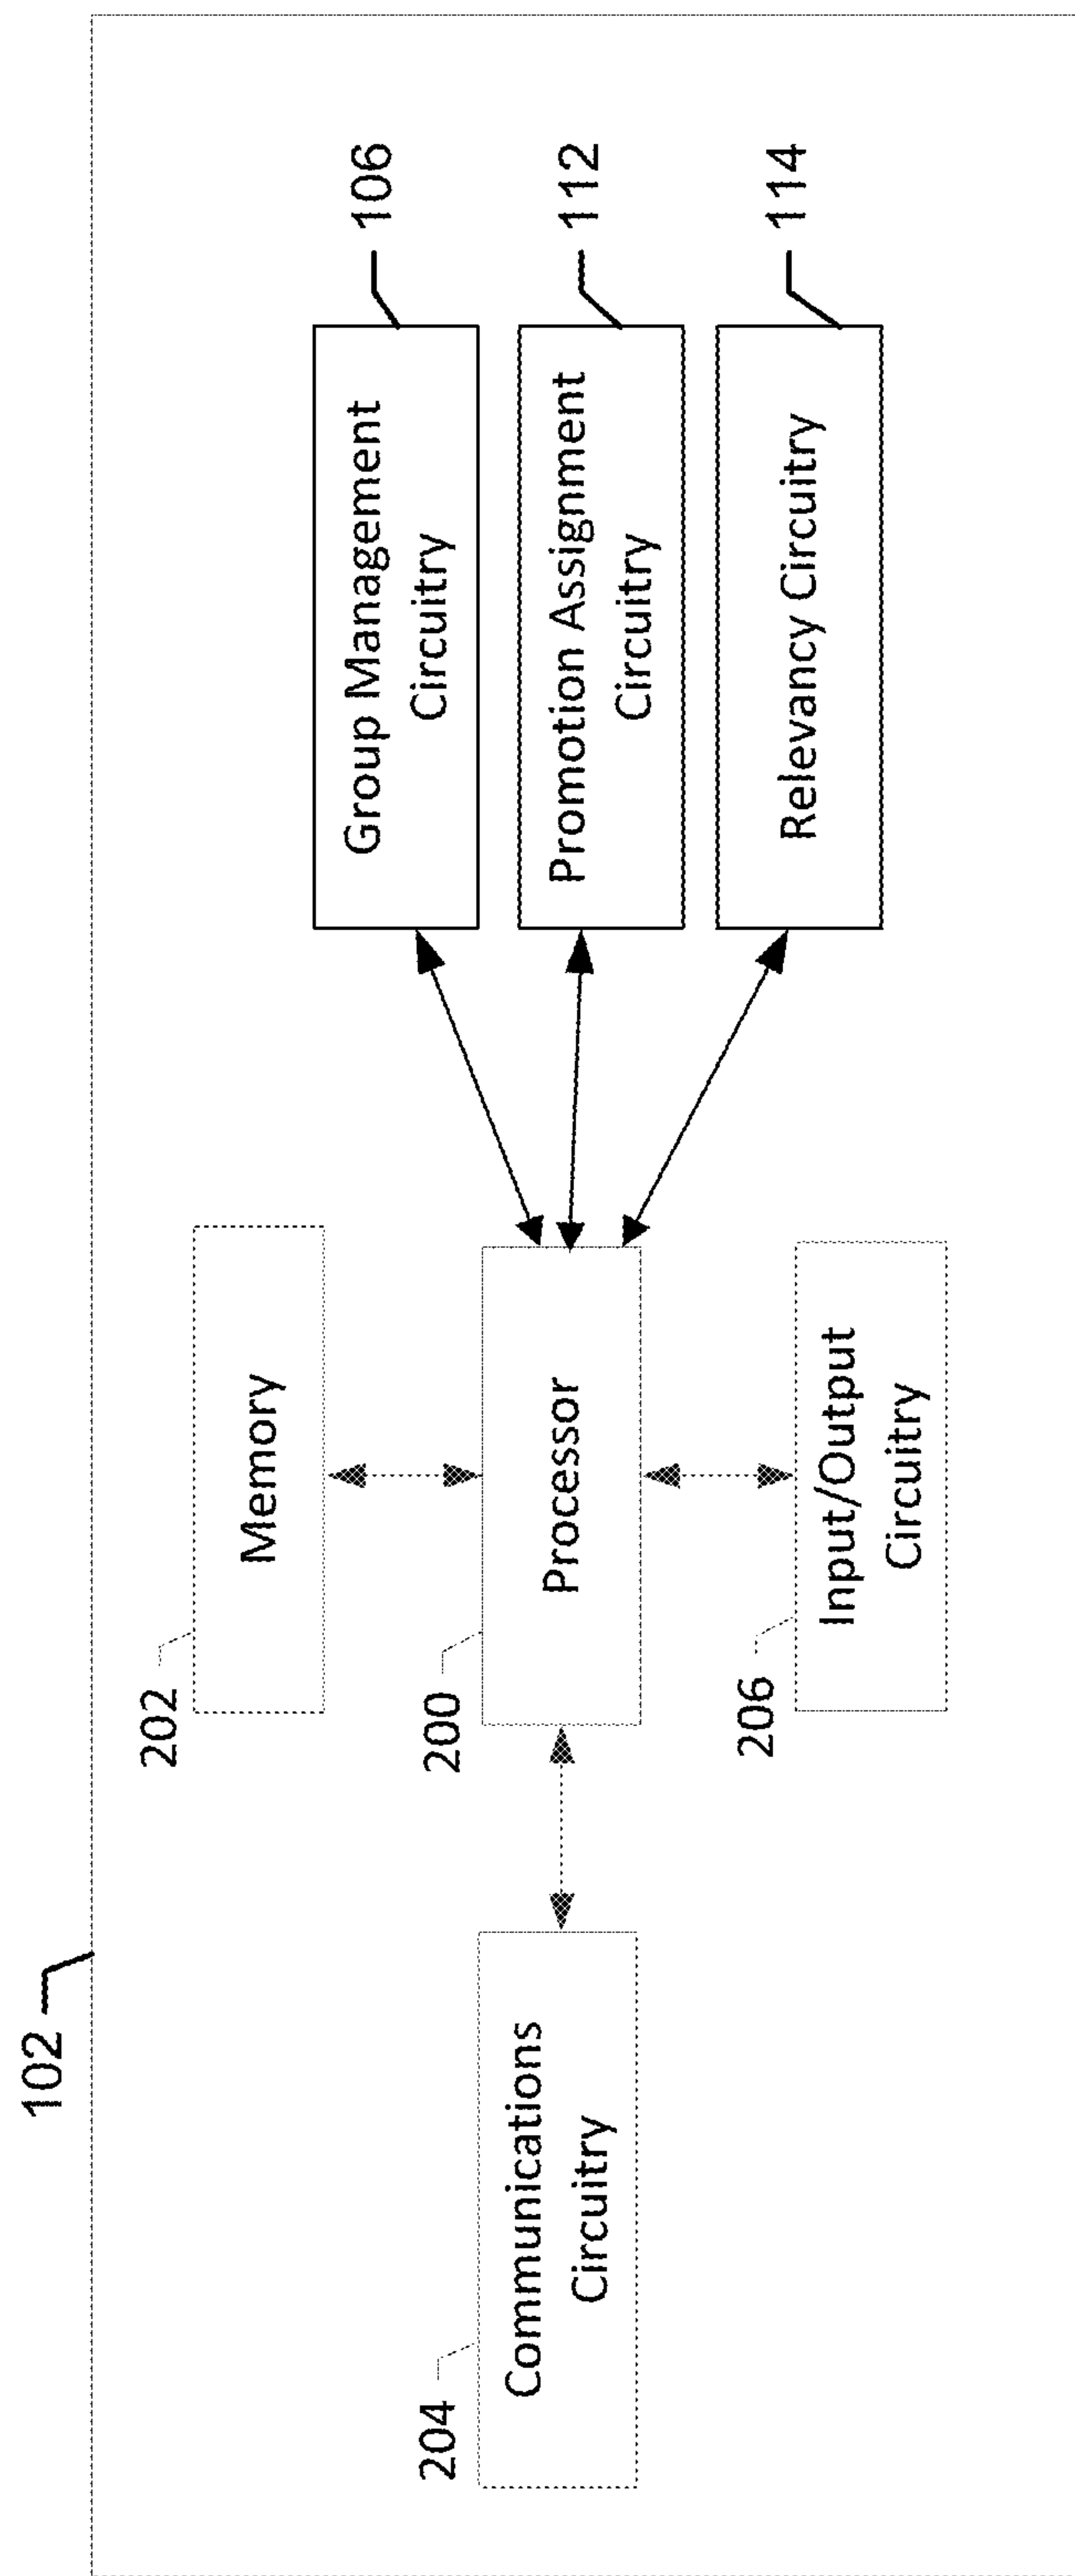 102
202
Memory
204
Communications
Circuitry
200
Processor
206
Input/Output
Circuitry
Group Management
Circuitry
106
Promotion Assignment
Circuitry
112
Relevancy Circuitry
114